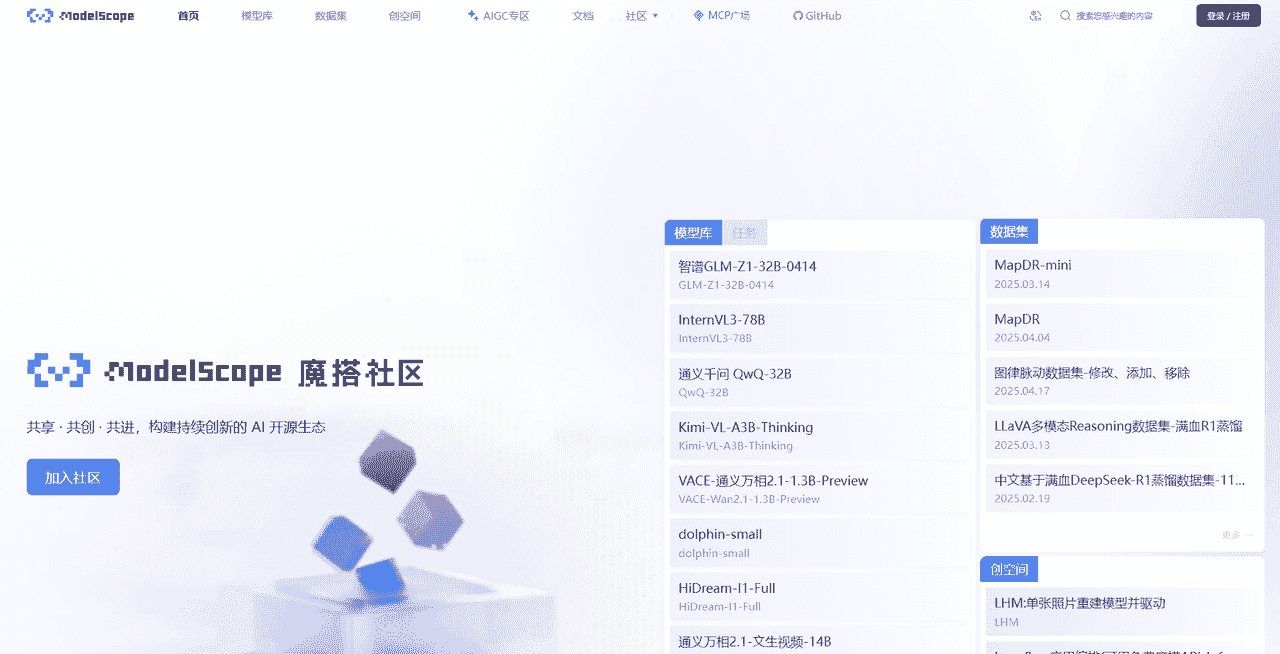 ModelScope 首页 模型库 数据集 创空间 AIGC专区 文档 社区 MCP广场 GitHub 搜索您感兴趣的内容 登录 / 注册
模型库 任务
智谱GLM-Z1-32B-0414
GLM-Z1-32B-0414
InternVL3-78B
InternVL3-78B
通义千问 QwQ-32B
QwQ-32B
Kimi-VL-A3B-Thinking
Kimi-VL-A3B-Thinking
VACE-通义万相2.1-1.3B-Preview
VACE-Wan2.1-1.3B-Preview
dolphin-small
dolphin-small
HiDream-I1-Full
HiDream-I1-Full
通义万相2.1-文生视频-14B
数据集
MapDR-mini
2025.03.14
MapDR
2025.04.04
图律脉动数据集-修改、添加、移除
2025.04.17
LLaVA多模态Reasoning数据集-满血R1蒸馏
2025.03.13
中文基于满血DeepSeek-R1蒸馏数据集-11...
2025.02.19
更多 →
创空间
LHM:单张照片重建模型并驱动
LHM
ModelScope 魔搭社区
共享 · 共创 · 共进，构建持续创新的 AI 开源生态
加入社区